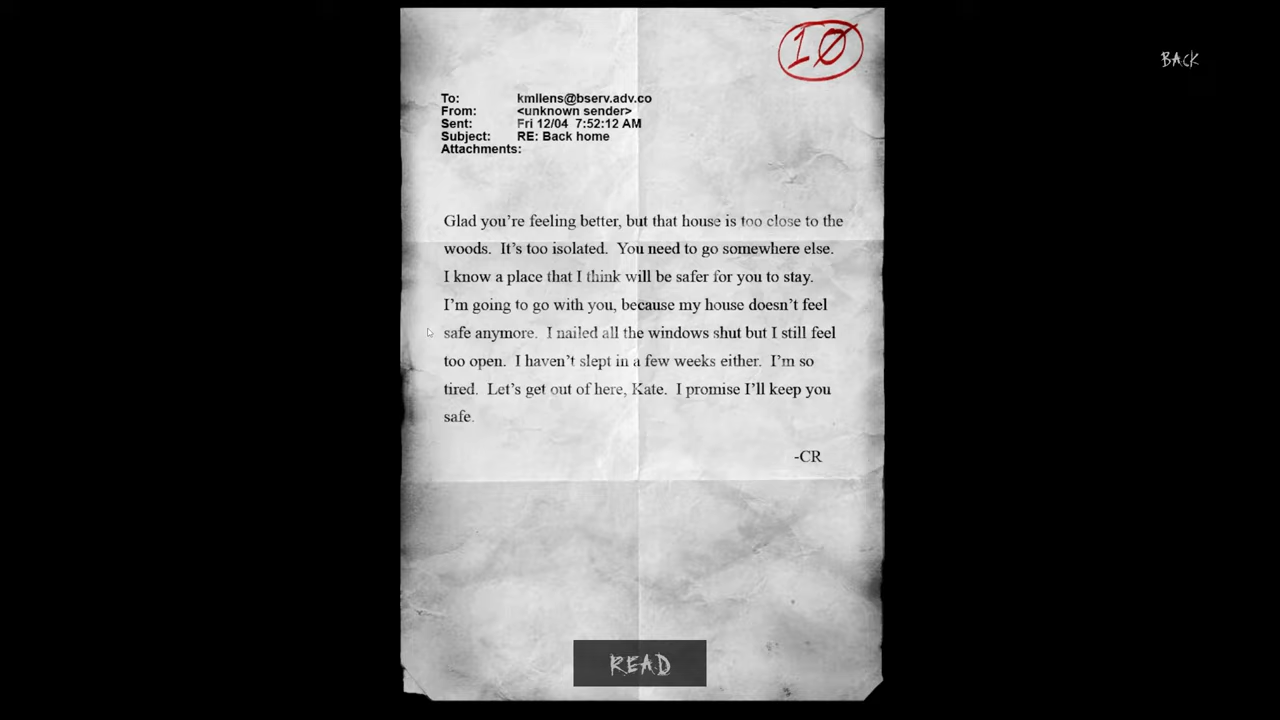 10
BACK
To: kmllens@bserv.adv.co
From: <unknown sender>
Sent: Fri 12/04 7:52:12 AM
Subject: RE: Back home
Attachments:
Glad you're feeling better, but that house is too close to the
woods. It's too isolated. You need to go somewhere else.
I know a place that I think will be safer for you to stay.
I'm going to go with you, because my house doesn't feel
safe anymore. I nailed all the windows shut but I still feel
too open. I haven't slept in a few weeks either. I'm so
tired. Let's get out of here, Kate. I promise I'll keep you
safe.
-CR
READ